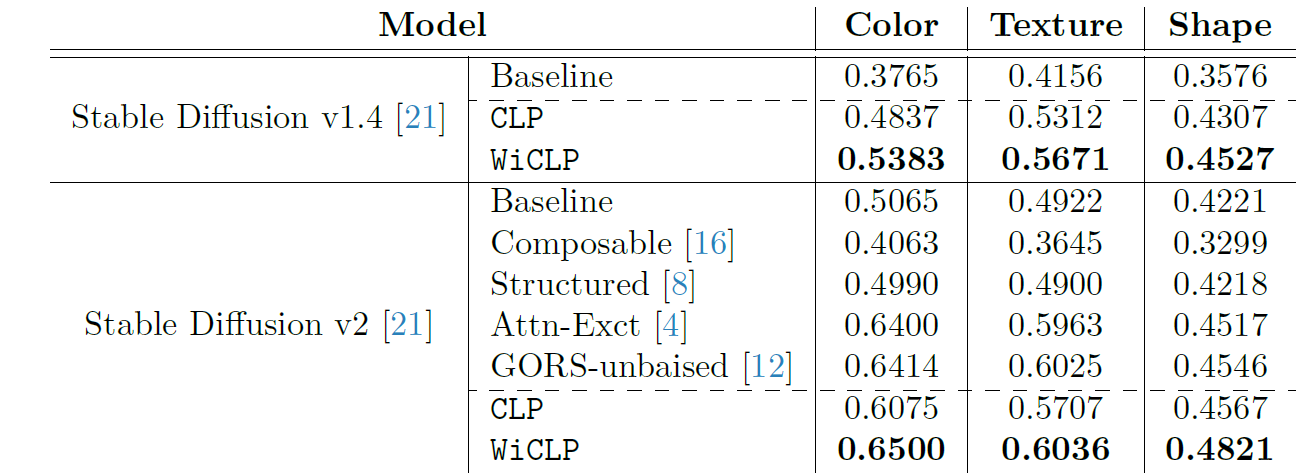 Model Color Texture Shape
Baseline 0.3765 0.4156 0.3576
Stable Diffusion v1.4 [21] CLP 0.4837 0.5312 0.4307
WiCLP 0.5383 0.5671 0.4527
Baseline 0.5065 0.4922 0.4221
Composable [16] 0.4063 0.3645 0.3299
Structured [8] 0.4990 0.4900 0.4218
Stable Diffusion v2 [21] Attn-Exct [4] 0.6400 0.5963 0.4517
GORS-unbaised [12] 0.6414 0.6025 0.4546
CLP 0.6075 0.5707 0.4567
WiCLP 0.6500 0.6036 0.4821